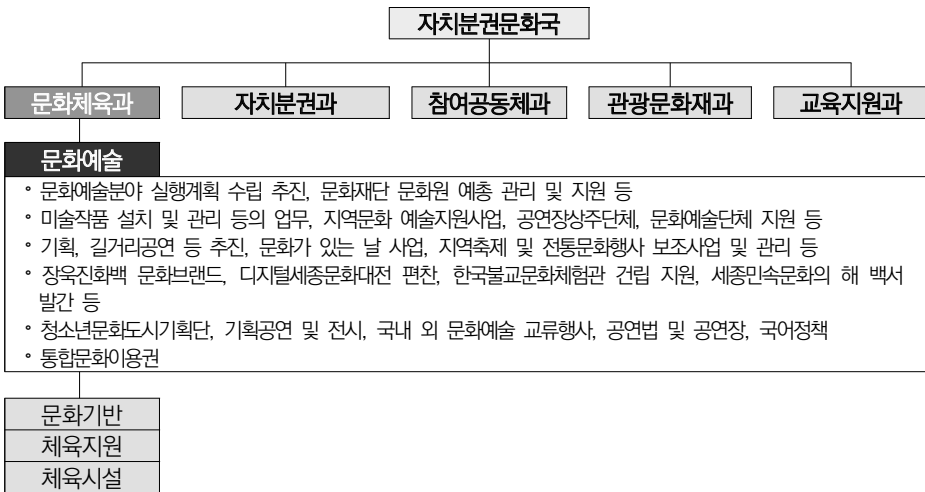 자치분권문화국
문화체육과 자치분권과 참여공동체과 관광문화재과 교육지원과
문화예술
° 문화예술분야 실행계획 수립 추진, 문화재단 문화원 예총 관리 및 지원 등
° 미술작품 설치 및 관리 등의 업무, 지역문화 예술지원사업, 공연장상주단체, 문화예술단체 지원 등
° 기획, 길거리공연 등 추진, 문화가 있는 날 사업, 지역축제 및 전통문화행사 보조사업 및 관리 등
° 장욱진화백 문화브랜드, 디지털세종문화대전 편찬, 한국불교문화체험관 건립 지원, 세종민속문화의 해 백서
발간 등
° 청소년문화도시기획단, 기획공연 및 전시, 국내 외 문화예술 교류행사, 공연법 및 공연장, 국어정책
° 통합문화이용권
문화기반
체육지원
체육시설